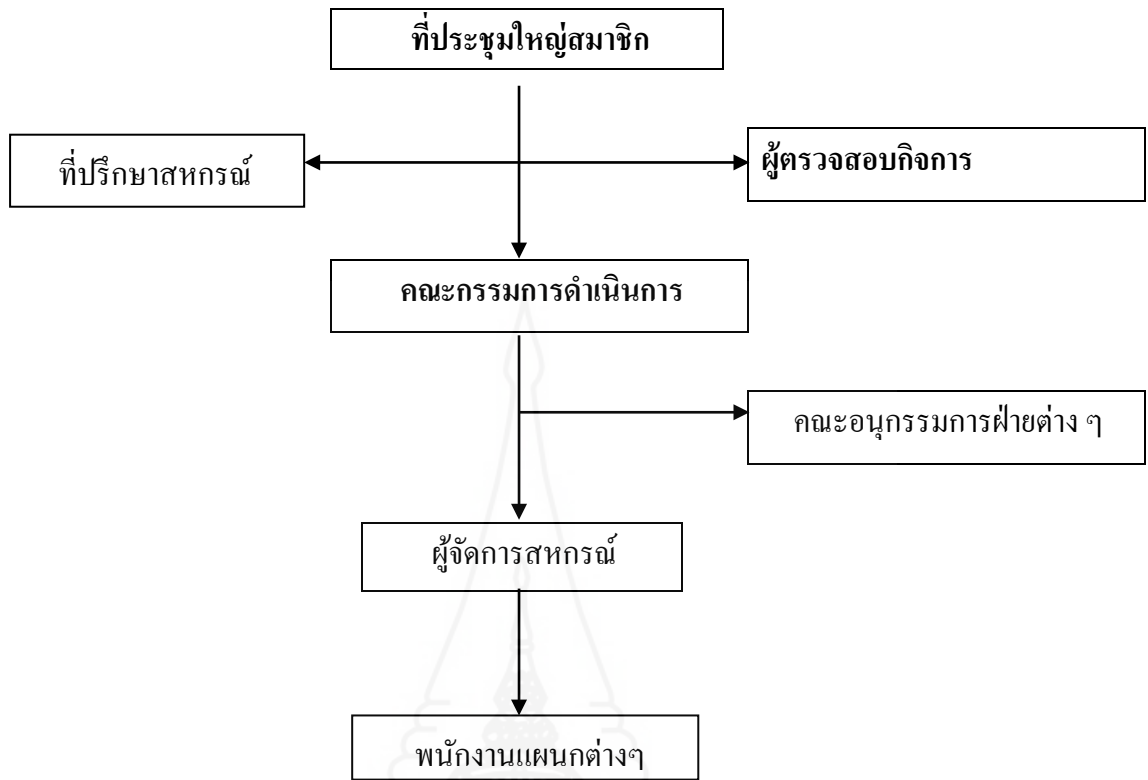 ที่ประชุมใหญ่สมาชิก
ที่ปรึกษาสหกรณ์
ผู้ตรวจสอบกิจการ
คณะกรรมการดำเนินการ
คณะอนุกรรมการฝ่ายต่าง ๆ
ผู้จัดการสหกรณ์
พนักงานแผนกต่างๆ